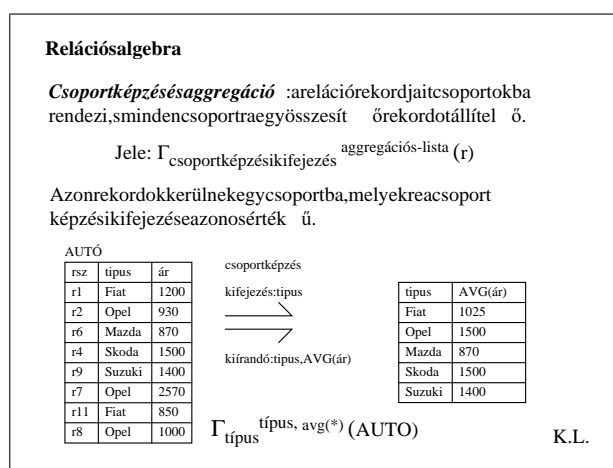 Relációsalgebra
Csoportképzésésaggregáció :arelációrekordjaitcsoportokba
rendezi,smindencsoportraegyösszesít őrekordotállítel ő.
Jele: Γcsoportképzésikifejezés aggregációs-lista (r)
Azonrekordokkerülnekegycsoportba,melyekreacsoport
képzésikifejezéseazonosérték ű.
AUTÓ
rsz tipus ár
r1 Fiat 1200
r2 Opel 930
r6 Mazda 870
r4 Skoda 1500
r9 Suzuki 1400
r7 Opel 2570
r11 Fiat 850
r8 Opel 1000
csoportképzés
kifejezés:tipus
kiírandó:tipus,AVG(ár)
tipus AVG(ár)
Fiat 1025
Opel 1500
Mazda 870
Skoda 1500
Suzuki 1400
Γtípus típus, avg(*) (AUTO)
K.L.